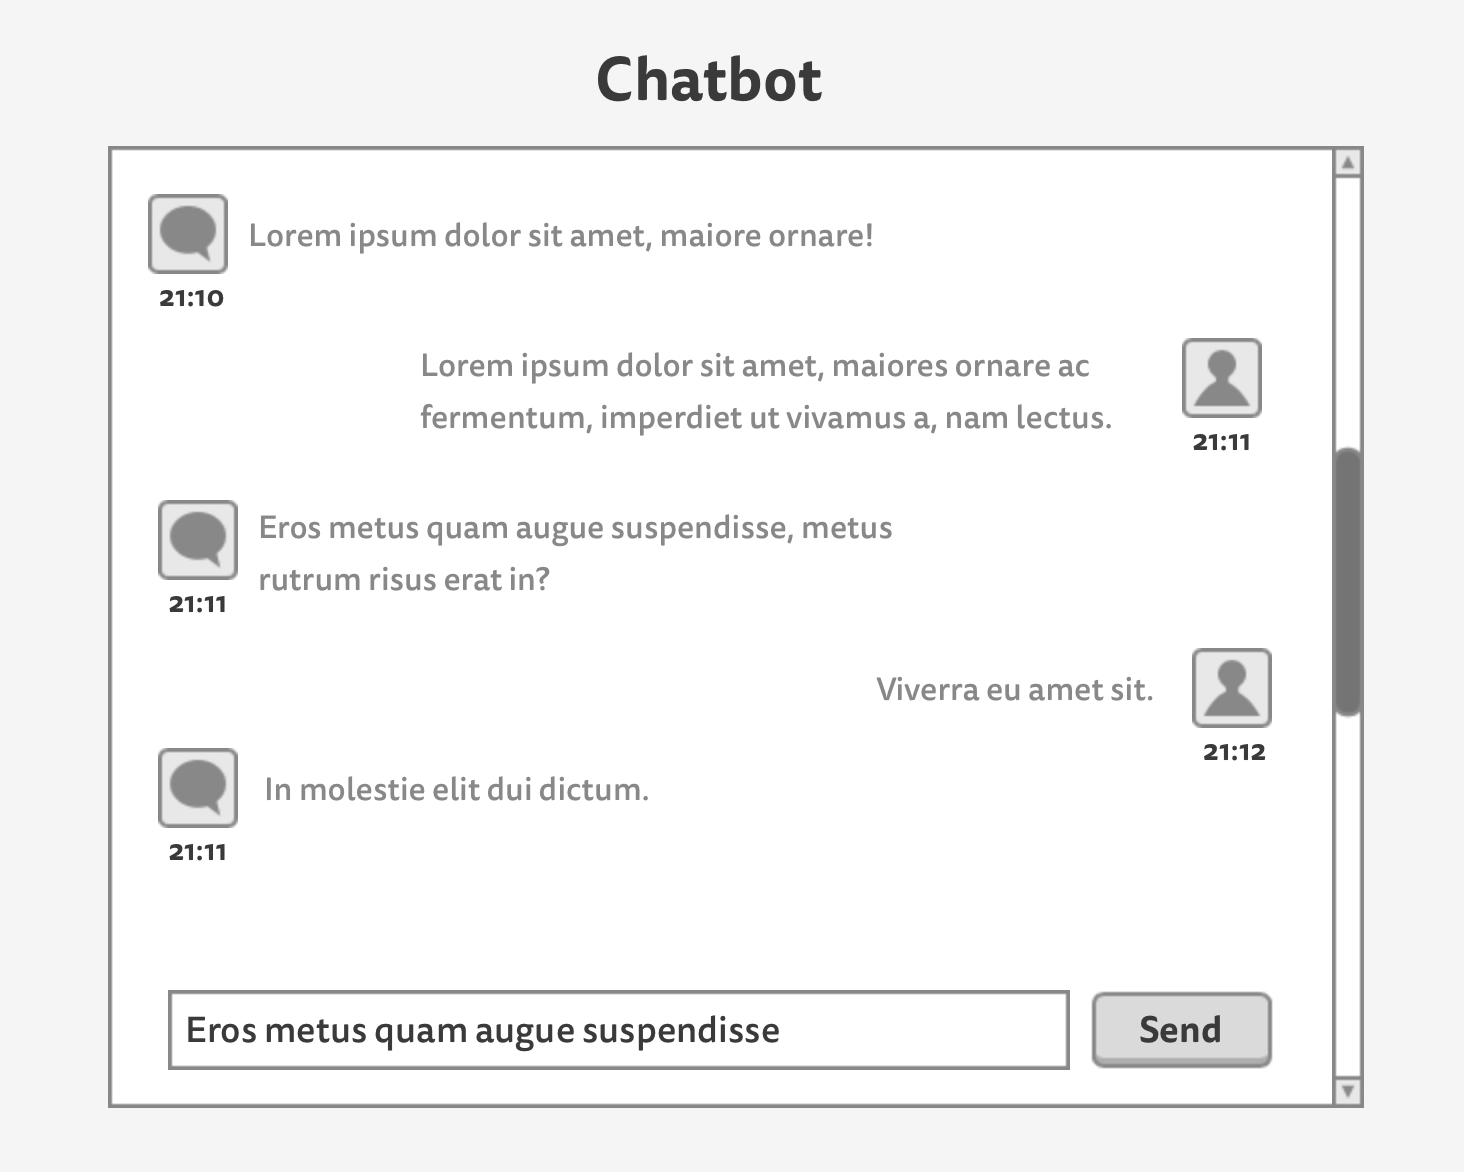 Chatbot
Lorem ipsum dolor sit amet, maiore ornare!
21:10
Lorem ipsum dolor sit amet, maiores ornare ac
fermentum, imperdiet ut vivamus a, nam lectus.
21:11
Eros metus quam augue suspendisse, metus
rutrum risus erat in?
21:11
Viverra eu amet sit.
21:12
In molestie elit dui dictum.
21:11
Eros metus quam augue suspendisse
Send